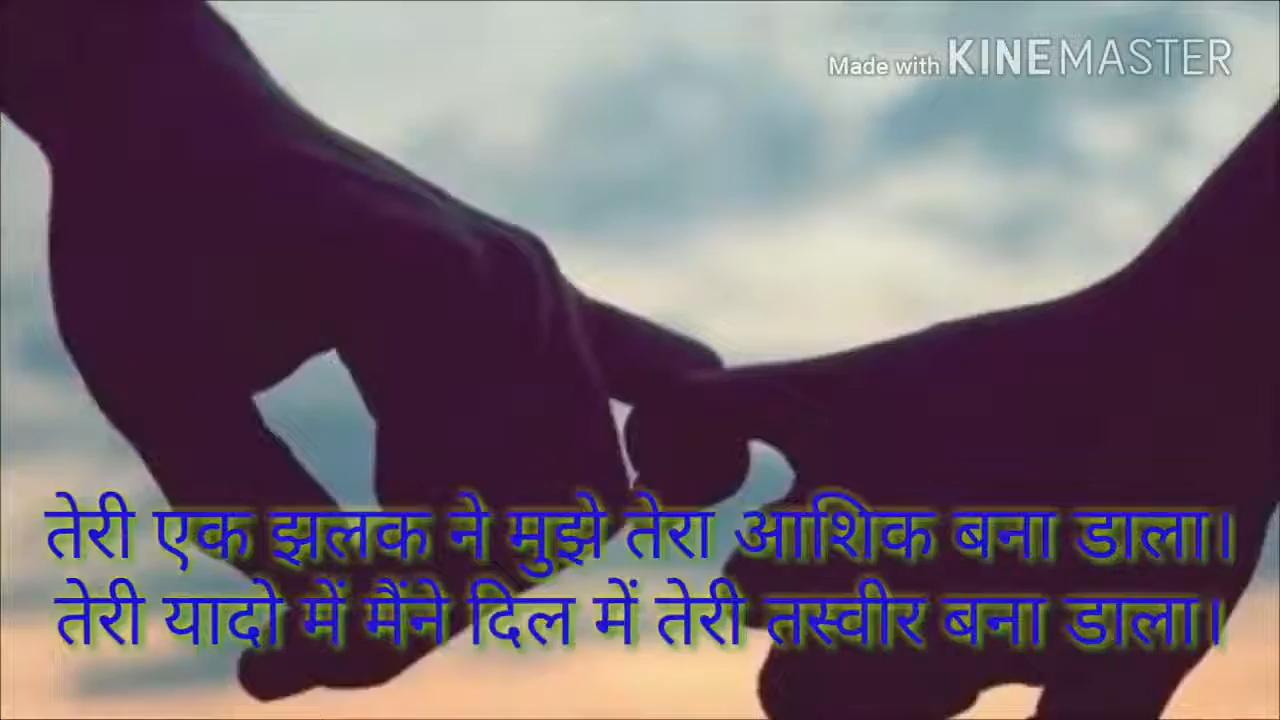 Made with KINEMASTER
तेरी एक झलक ने मुझे तेरा आशिक बना डाला।
तेरी यादो में मैंने दिल में तेरी तस्वीर बना डाला।